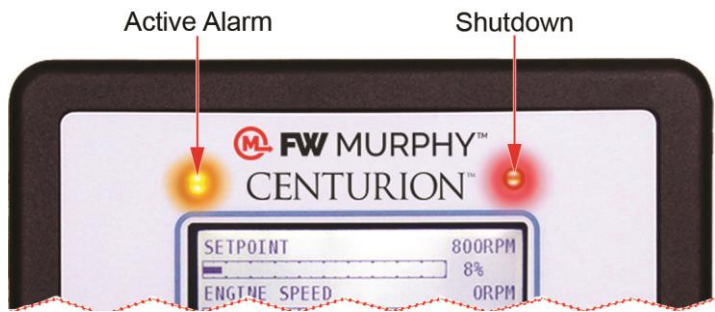 Active Alarm
Shutdown
M FW MURPHY™
CENTURION™
SETPOINT 800RPM
8%
ENGINE SPEED 0RPM